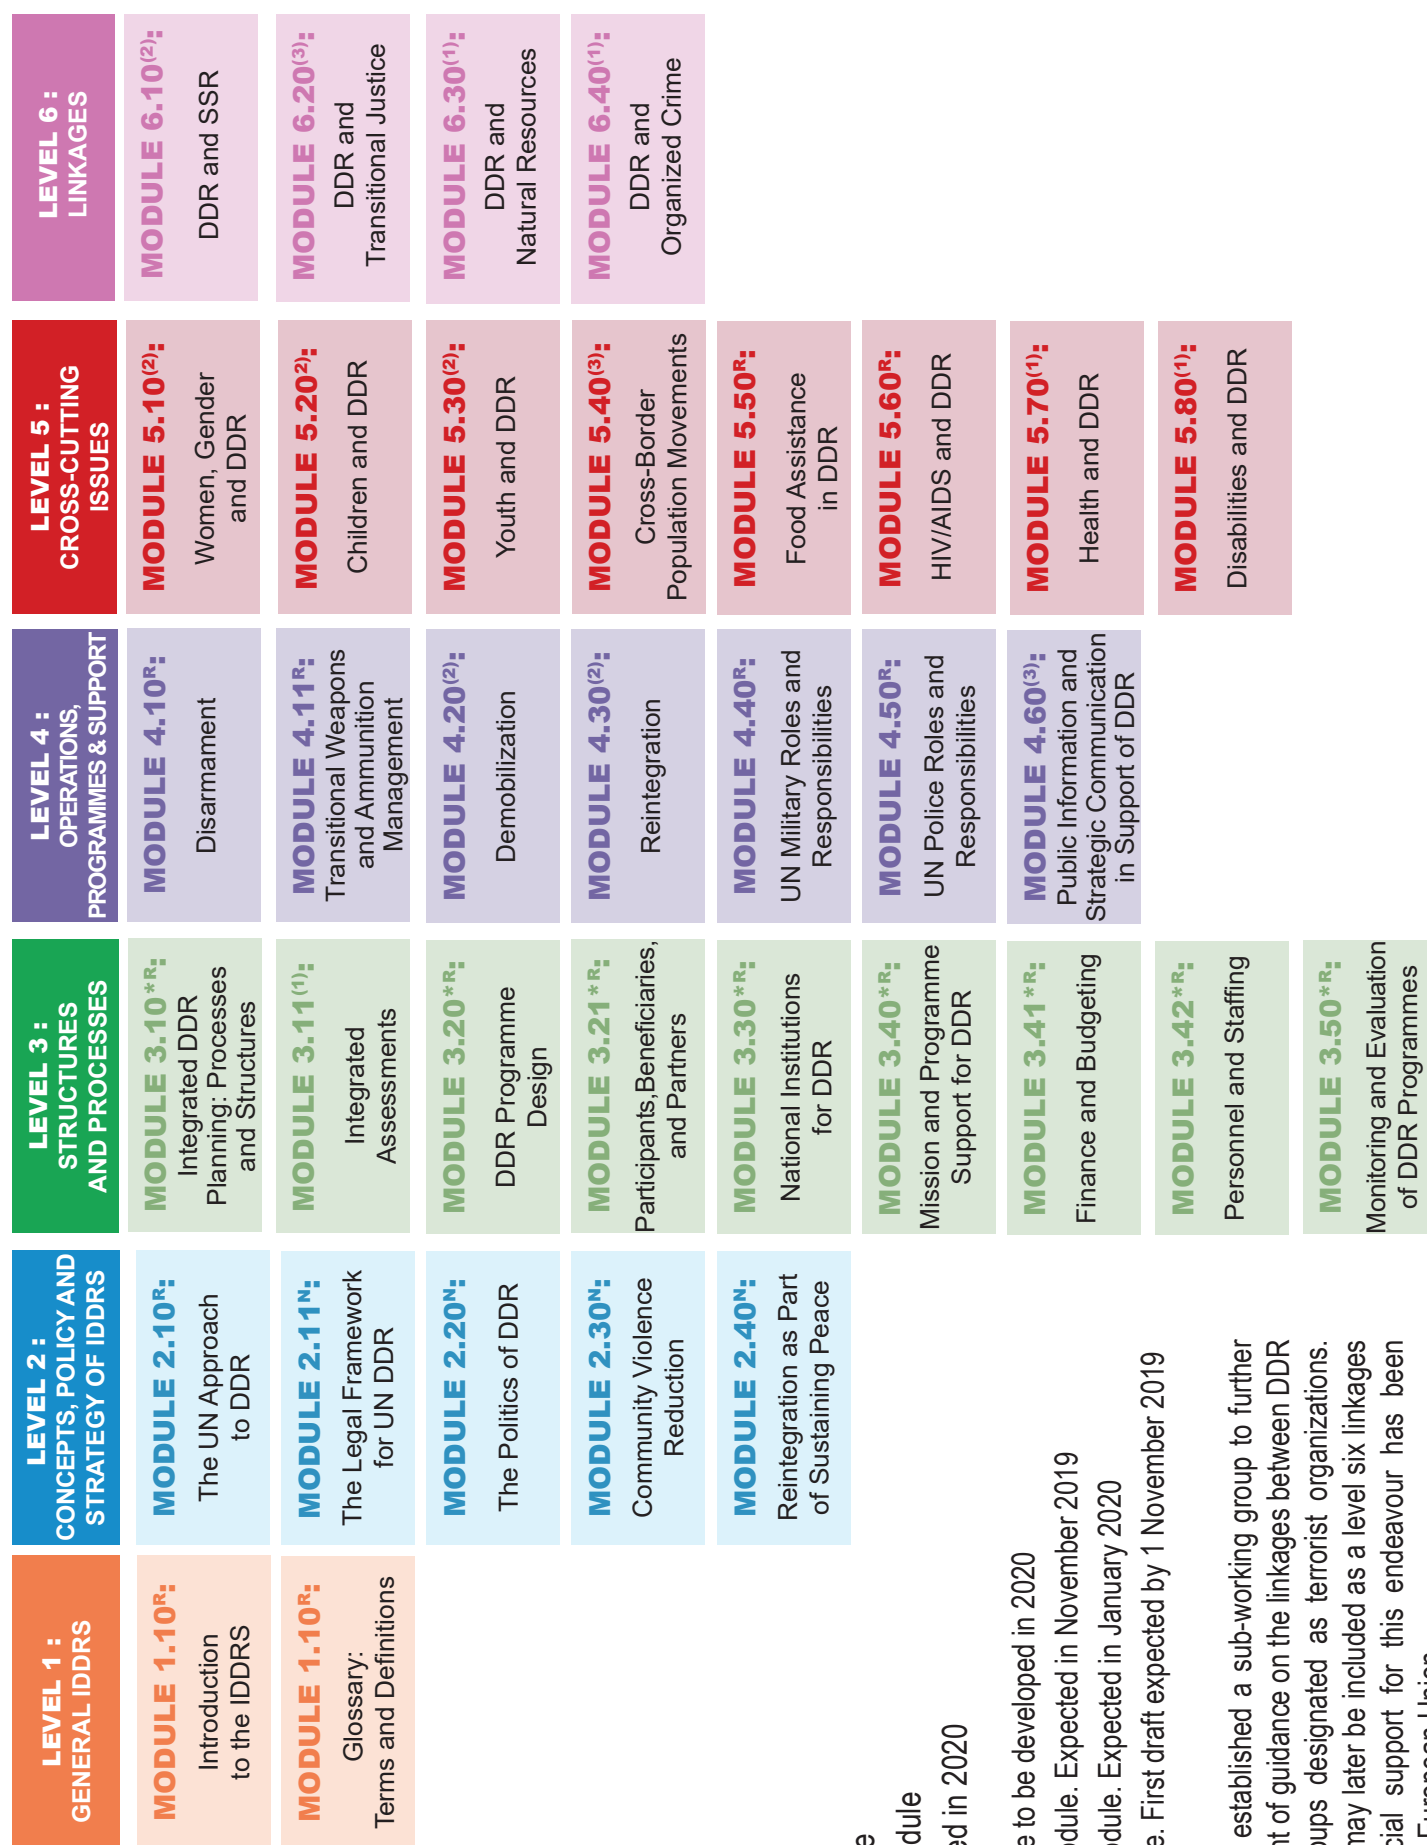 LEVEL 1 :
GENERAL IDDRS
MODULE 1.10R:
Introduction
to the IDDRS
MODULE 1.10R:
Glossary:
Terms and Definitions
LEVEL 2 :
CONCEPTS, POLICY AND
STRATEGY OF IDDRS
MODULE 2.10R:
The UN Approach
to DDR
MODULE 2.11N:
The Legal Framework
for UN DDR
MODULE 2.20N:
The Politics of DDR
MODULE 2.30N:
Community Violence
Reduction
MODULE 2.40N:
Reintegration as Part
of Sustaining Peace
LEVEL 3 :
STRUCTURES
AND PROCESSES
MODULE 3.10*R:
Integrated DDR
Planning: Processes
and Structures
MODULE 3.11(1):
Integrated
Assessments
MODULE 3.20*R:
DDR Programme
Design
MODULE 3.21*R:
Participants,Beneficiaries,
and Partners
MODULE 3.30*R:
National Institutions
for DDR
MODULE 3.40*R:
Mission and Programme
Support for DDR
MODULE 3.41*R:
Finance and Budgeting
MODULE 3.42*R:
Personnel and Staffing
MODULE 3.50*R:
Monitoring and Evaluation
of DDR Programmes
LEVEL 4 :
OPERATIONS,
PROGRAMMES & SUPPORT
MODULE 4.10R:
Disarmament
MODULE 4.11R:
Transitional Weapons
and Ammunition
Management
MODULE 4.20(2):
Demobilization
MODULE 4.30(2):
Reintegration
MODULE 4.40R:
UN Military Roles and
Responsibilities
MODULE 4.50R:
UN Police Roles and
Responsibilities
MODULE 4.60(3):
Public Information and
Strategic Communication
in Support of DDR
LEVEL 5 :
CROSS-CUTTING
ISSUES
MODULE 5.10(2):
Women, Gender
and DDR
MODULE 5.202):
Children and DDR
MODULE 5.30(2):
Youth and DDR
MODULE 5.40(3):
Cross-Border
Population Movements
MODULE 5.50R:
Food Assistance
in DDR
MODULE 5.60R:
HIV/AIDS and DDR
MODULE 5.70(1):
Health and DDR
MODULE 5.80(1):
Disabilities and DDR
LEVEL 6 :
LINKAGES
MODULE 6.10(2):
DDR and SSR
MODULE 6.20(3):
DDR and
Transitional Justice
MODULE 6.30(1):
DDR and
Natural Resources
MODULE 6.40(1):
DDR and
Organized Crime
in 2020
to be developed in 2020
Expected in November 2019
Expected in January 2020
First draft expected by 1 November 2019
established a sub-working group to further
of guidance on the linkages between DDR
designated as terrorist organizations.
may later be included as a level six linkages
support for this endeavour has been